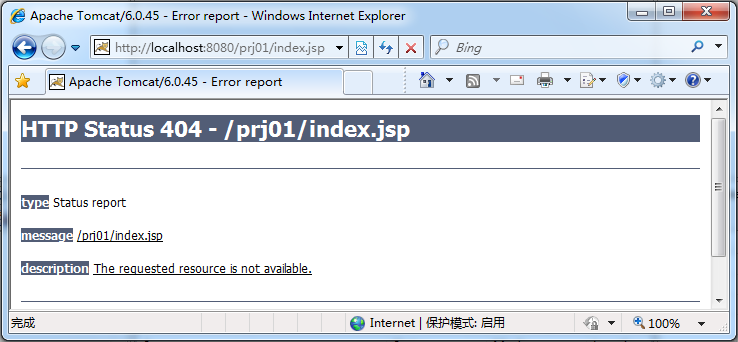 Apache Tomcat/6.0.45 - Error report - Windows Internet Explorer
http://localhost:8080/prj01/index.jsp
Bing
Apache Tomcat/6.0.45 - Error report
HTTP Status 404 - /prj01/index.jsp
type Status report
message /prj01/index.jsp
description The requested resource is not available.
完成
Internet | 保护模式: 启用
100%